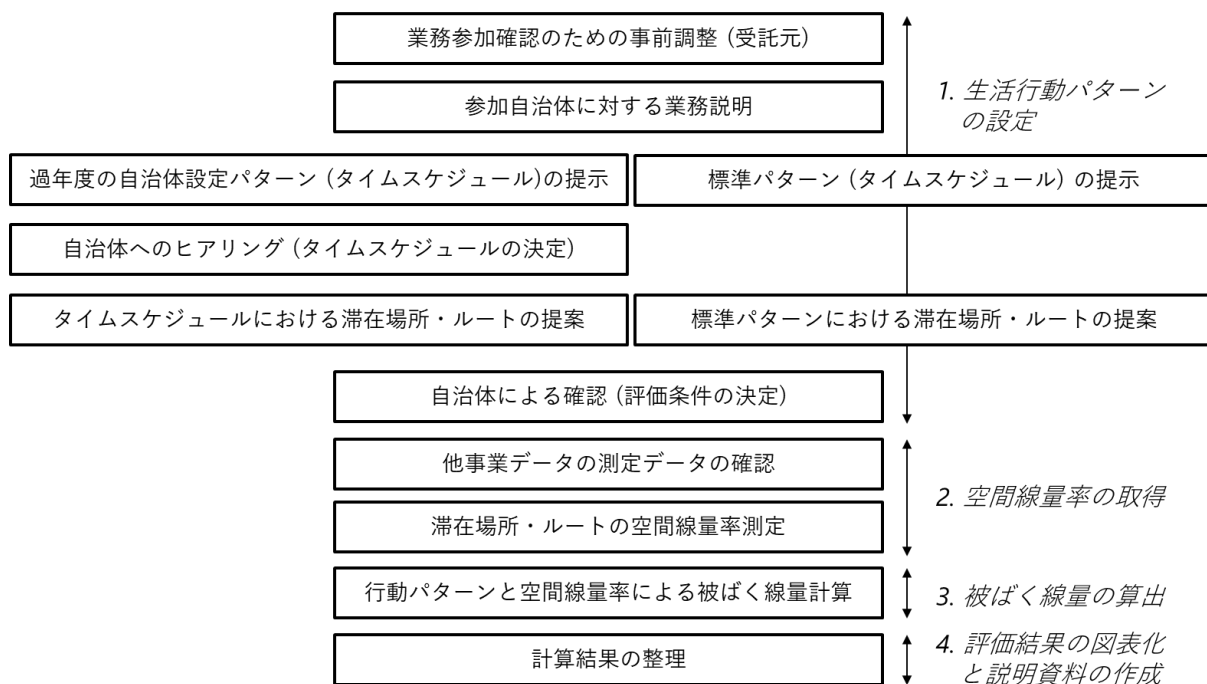 業務参加確認のための事前調整 (受託元)
参加自治体に対する業務説明
1. 生活行動パターン
の設定
過年度の自治体設定パターン (タイムスケジュール)の提示
標準パターン (タイムスケジュール) の提示
自治体へのヒアリング (タイムスケジュールの決定)
タイムスケジュールにおける滞在場所・ルートの提案
標準パターンにおける滞在場所・ルートの提案
自治体による確認 (評価条件の決定)
他事業データの測定データの確認
滞在場所・ルートの空間線量率測定
2. 空間線量率の取得
行動パターンと空間線量率による被ばく線量計算
3. 被ばく線量の算出
計算結果の整理
4. 評価結果の図表化
と説明資料の作成